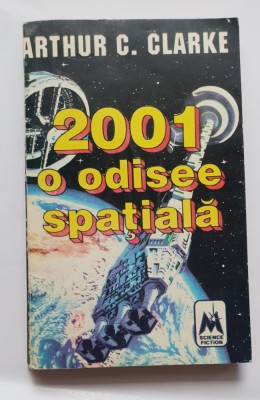 ARTHUR C. CLARKE
2001
o odisee
spațială
SCIENCE
FICTION